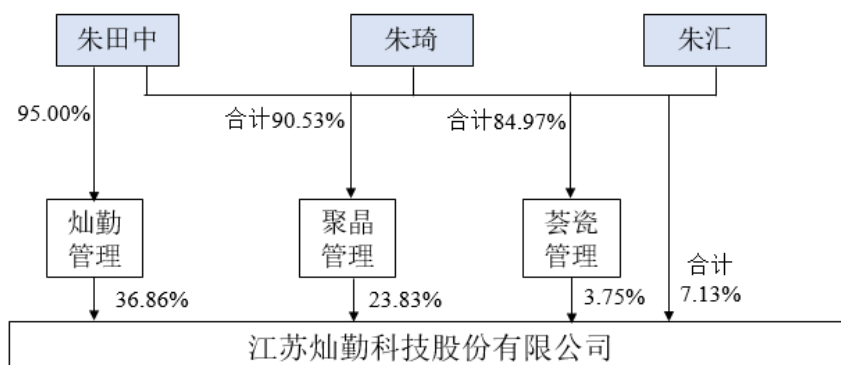 朱田中
朱琦
朱汇
95.00%
合计90.53%
合计84.97%
灿勤
管理
聚晶
管理
荟瓷
管理
合计
7.13%
36.86%
23.83%
3.75%
江苏灿勤科技股份有限公司